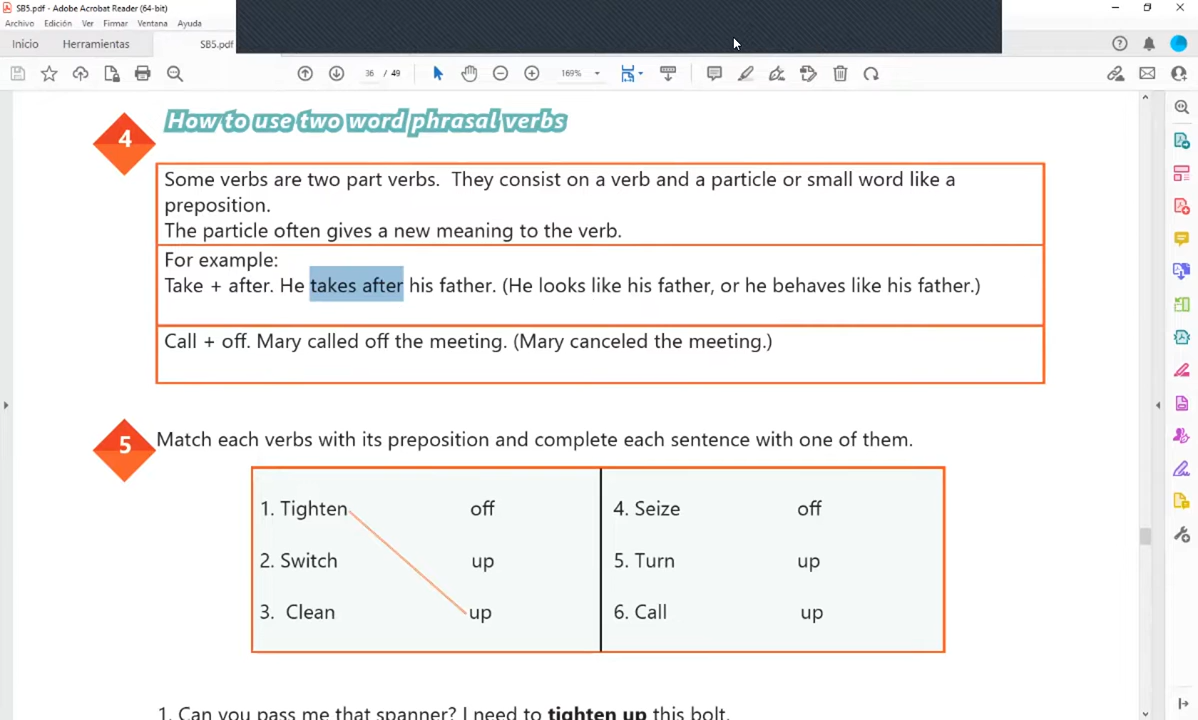 SB5.pdf - Adobe Acrobat Reader (64-bit)
Archivo Edición Ver Firmar Ventana Ayuda
Inicio Herramientas SB5.pdf
36 / 49 169%
4 How to use two word phrasal verbs
Some verbs are two part verbs. They consist on a verb and a particle or small word like a
preposition.
The particle often gives a new meaning to the verb.
For example:
Take + after. He takes after his father. (He looks like his father, or he behaves like his father.)
Call + off. Mary called off the meeting. (Mary canceled the meeting.)
5 Match each verbs with its preposition and complete each sentence with one of them.
1. Tighten off 4. Seize off
2. Switch up 5. Turn up
3. Clean up 6. Call up
1. Can you pass me that spanner? I need to tighten up this bolt.